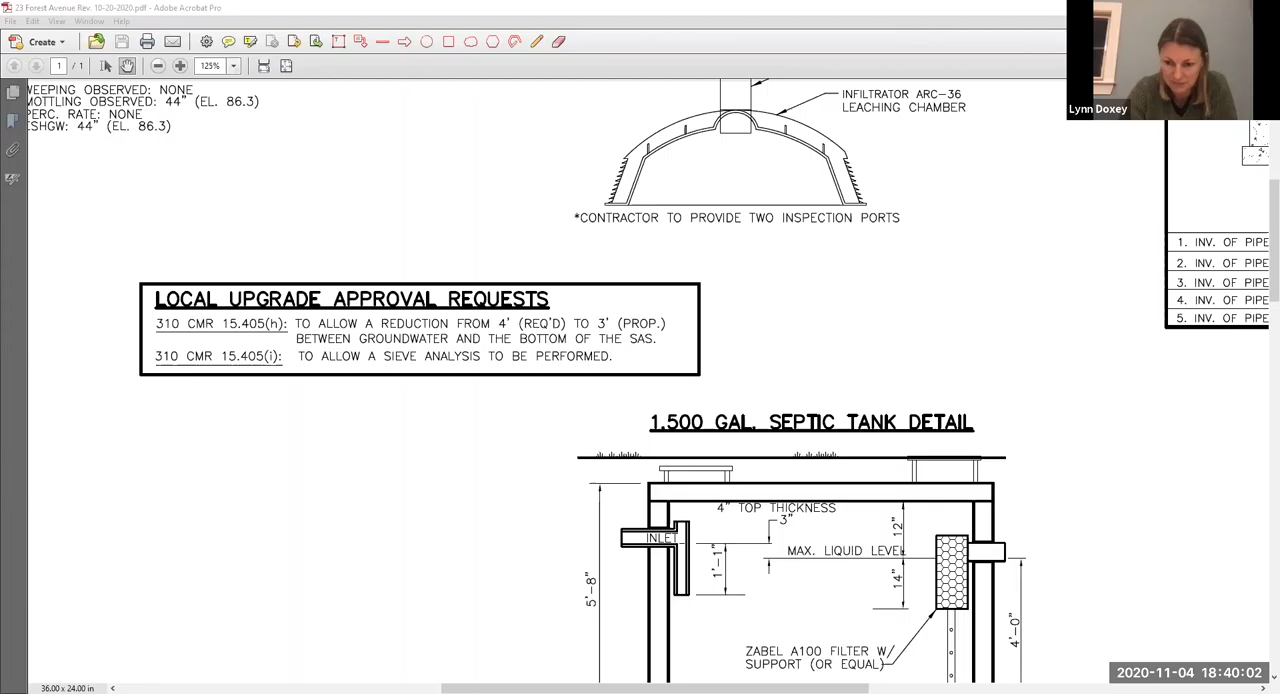 23 Forest Avenue Rev. 10-20-2020.pdf - Adobe Acrobat Pro
File Edit View Window Help
Create
1 / 1
125%
Lynn Doxey
WEEPING OBSERVED: NONE
MOTTLING OBSERVED: 44" (EL. 86.3)
PERC. RATE: NONE
ESHGW: 44" (EL. 86.3)
INFILTRATOR ARC-36
LEACHING CHAMBER
*CONTRACTOR TO PROVIDE TWO INSPECTION PORTS
1. INV. OF PIPE
2. INV. OF PIPE
3. INV. OF PIPE
4. INV. OF PIPE
5. INV. OF PIPE
LOCAL UPGRADE APPROVAL REQUESTS
310 CMR 15.405(h): TO ALLOW A REDUCTION FROM 4' (REQ'D) TO 3' (PROP.)
BETWEEN GROUNDWATER AND THE BOTTOM OF THE SAS.
310 CMR 15.405(i): TO ALLOW A SIEVE ANALYSIS TO BE PERFORMED.
1.500 GAL. SEPTIC TANK DETAIL
4" TOP THICKNESS
3"
12"
INLET
MAX. LIQUID LEVEL
1'-1"
14"
5'-8"
4'-0"
ZABEL A100 FILTER W/
SUPPORT (OR EQUAL)
2020-11-04 18:40:02
36.00 x 24.00 in